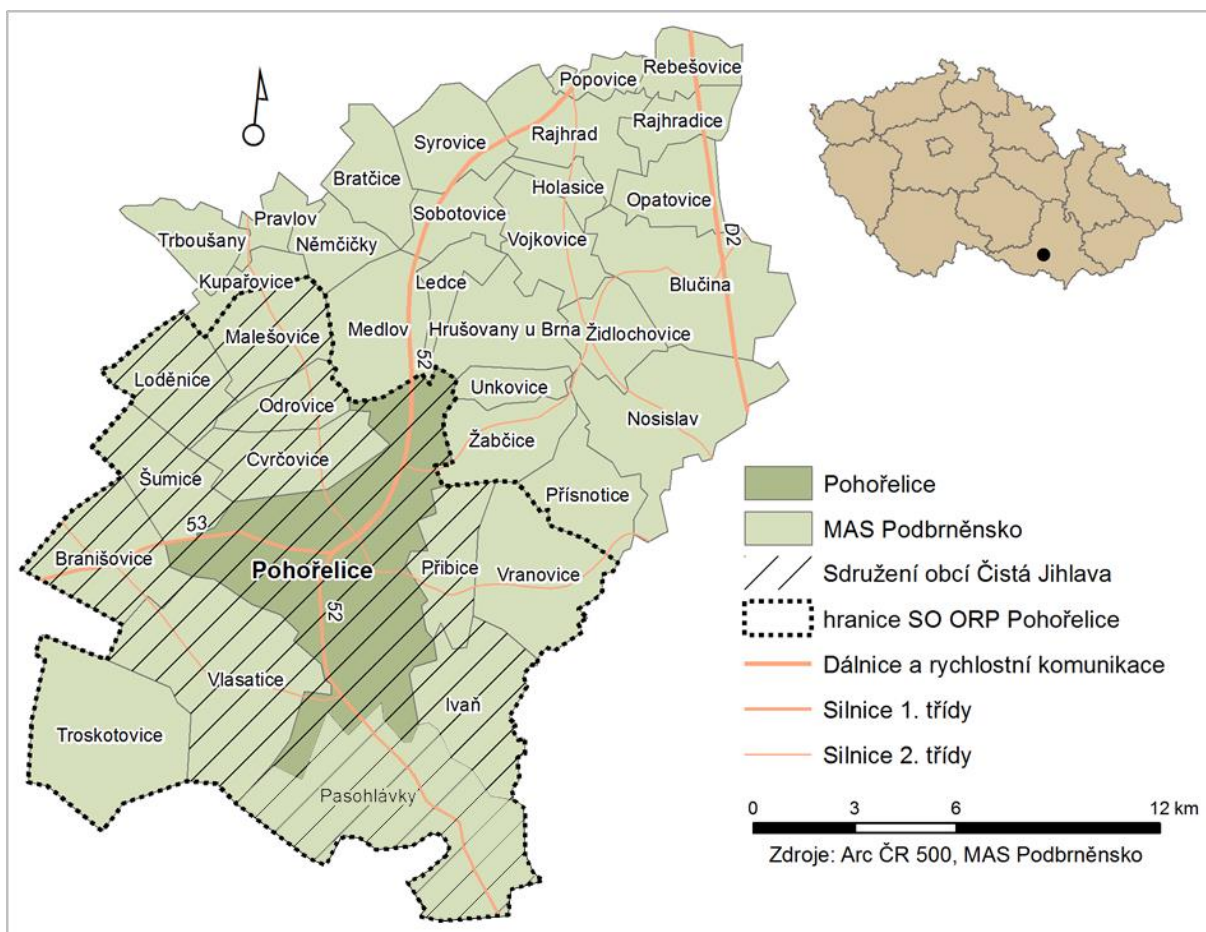 Rebešovice
Popovice
Rajhradice
Rajhrad
Syrovice
Bratčice
Holasice
Opatovice
Pravlov
Sobotovice
Vojkovice
D2
Trboušany
Němčičky
Kupařovice
Ledce
Blučina
Malešovice
Medlov
Hrušovany u Brna
Židlochovice
52
Loděnice
Unkovice
Odrovice
Nosislav
Žabčice
Cvrčovice
Šumice
Přísnotice
53
Branišovice
Pohořelice
Přibice
Vranovice
52
Vlasatice
Ivaň
Troskotovice
Pasohlávky
Pohořelice
MAS Podbrněnsko
Sdružení obcí Čistá Jihlava
hranice SO ORP Pohořelice
Dálnice a rychlostní komunikace
Silnice 1. třídy
Silnice 2. třídy
0 3 6 12 km
Zdroje: Arc ČR 500, MAS Podbrněnsko